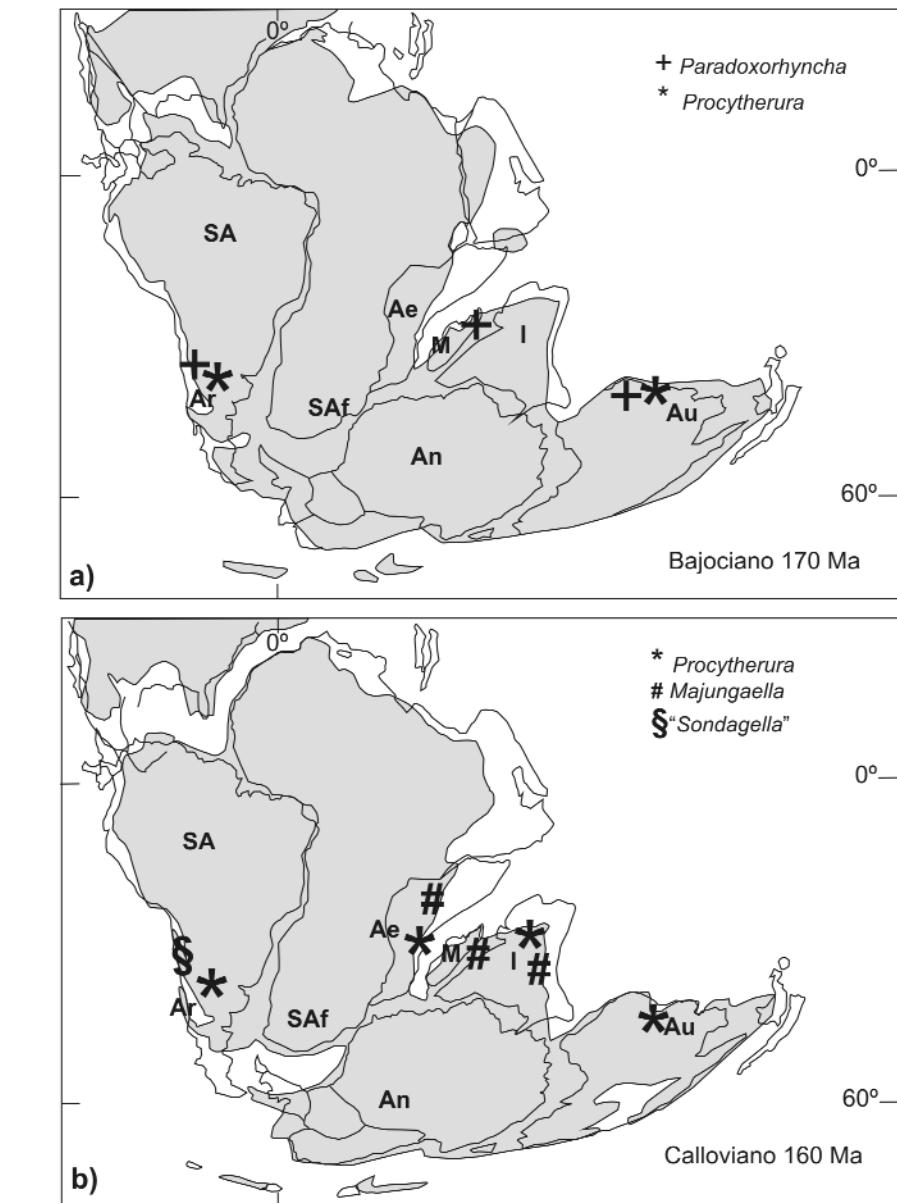 0º
+ Paradoxorhyncha
* Procytherura
0º
SA
Ae
I
M
Ar
SAf
Au
An
60º
Bajociano 170 Ma
a)
0º
* Procytherura
# Majungaella
§ "Sondagella"
0º
SA
Ae
M
I
Ar
SAf
Au
An
60º
Calloviano 160 Ma
b)